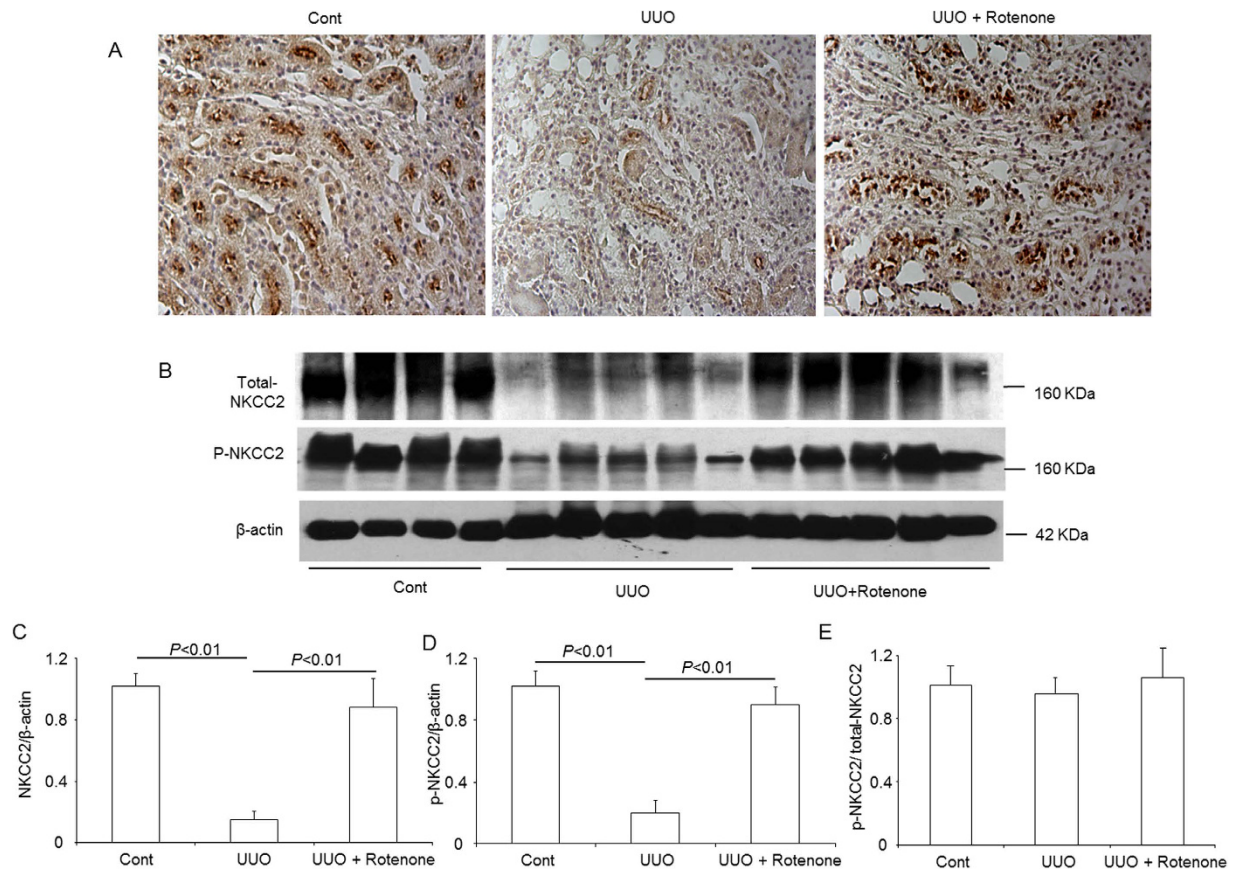 Cont
UUO
UUO + Rotenone
A
B
Total-
NKCC2
160 KDa
P-NKCC2
160 KDa
β-actin
42 KDa
Cont
UUO
UUO+Rotenone
C
P<0.01
P<0.01
1.2
0.8
0.4
0
NKCC2/β-actin
Cont
UUO
UUO + Rotenone
D
P<0.01
P<0.01
1.2
0.8
0.4
0
p-NKCC2/β-actin
Cont
UUO
UUO + Rotenone
E
1.2
0.8
0.4
0
p-NKCC2/ total-NKCC2
Cont
UUO
UUO + Rotenone